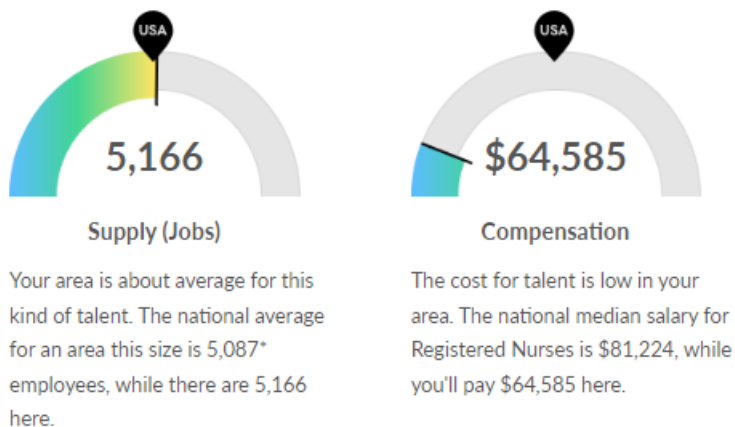 USA
5,166
Supply (Jobs)
Your area is about average for this
kind of talent. The national average
for an area this size is 5,087*
employees, while there are 5,166
here.
USA
$64,585
Compensation
The cost for talent is low in your
area. The national median salary for
Registered Nurses is $81,224, while
you'll pay $64,585 here.